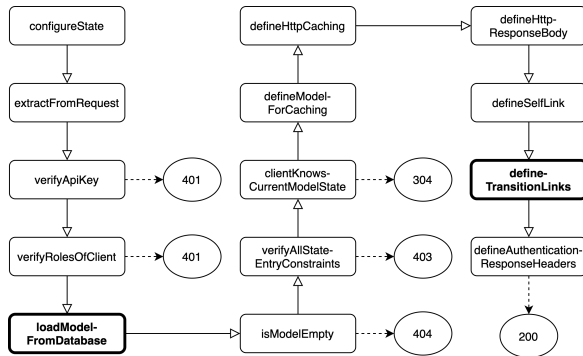 configureState
extractFromRequest
verifyApiKey
401
verifyRolesOfClient
401
loadModel-
FromDatabase
defineHttpCaching
defineModel-
ForCaching
clientKnows-
CurrentModelState
304
verifyAllState-
EntryConstraints
403
isModelEmpty
404
defineHttp-
ResponseBody
defineSelfLink
define-
TransitionLinks
defineAuthentication-
ResponseHeaders
200